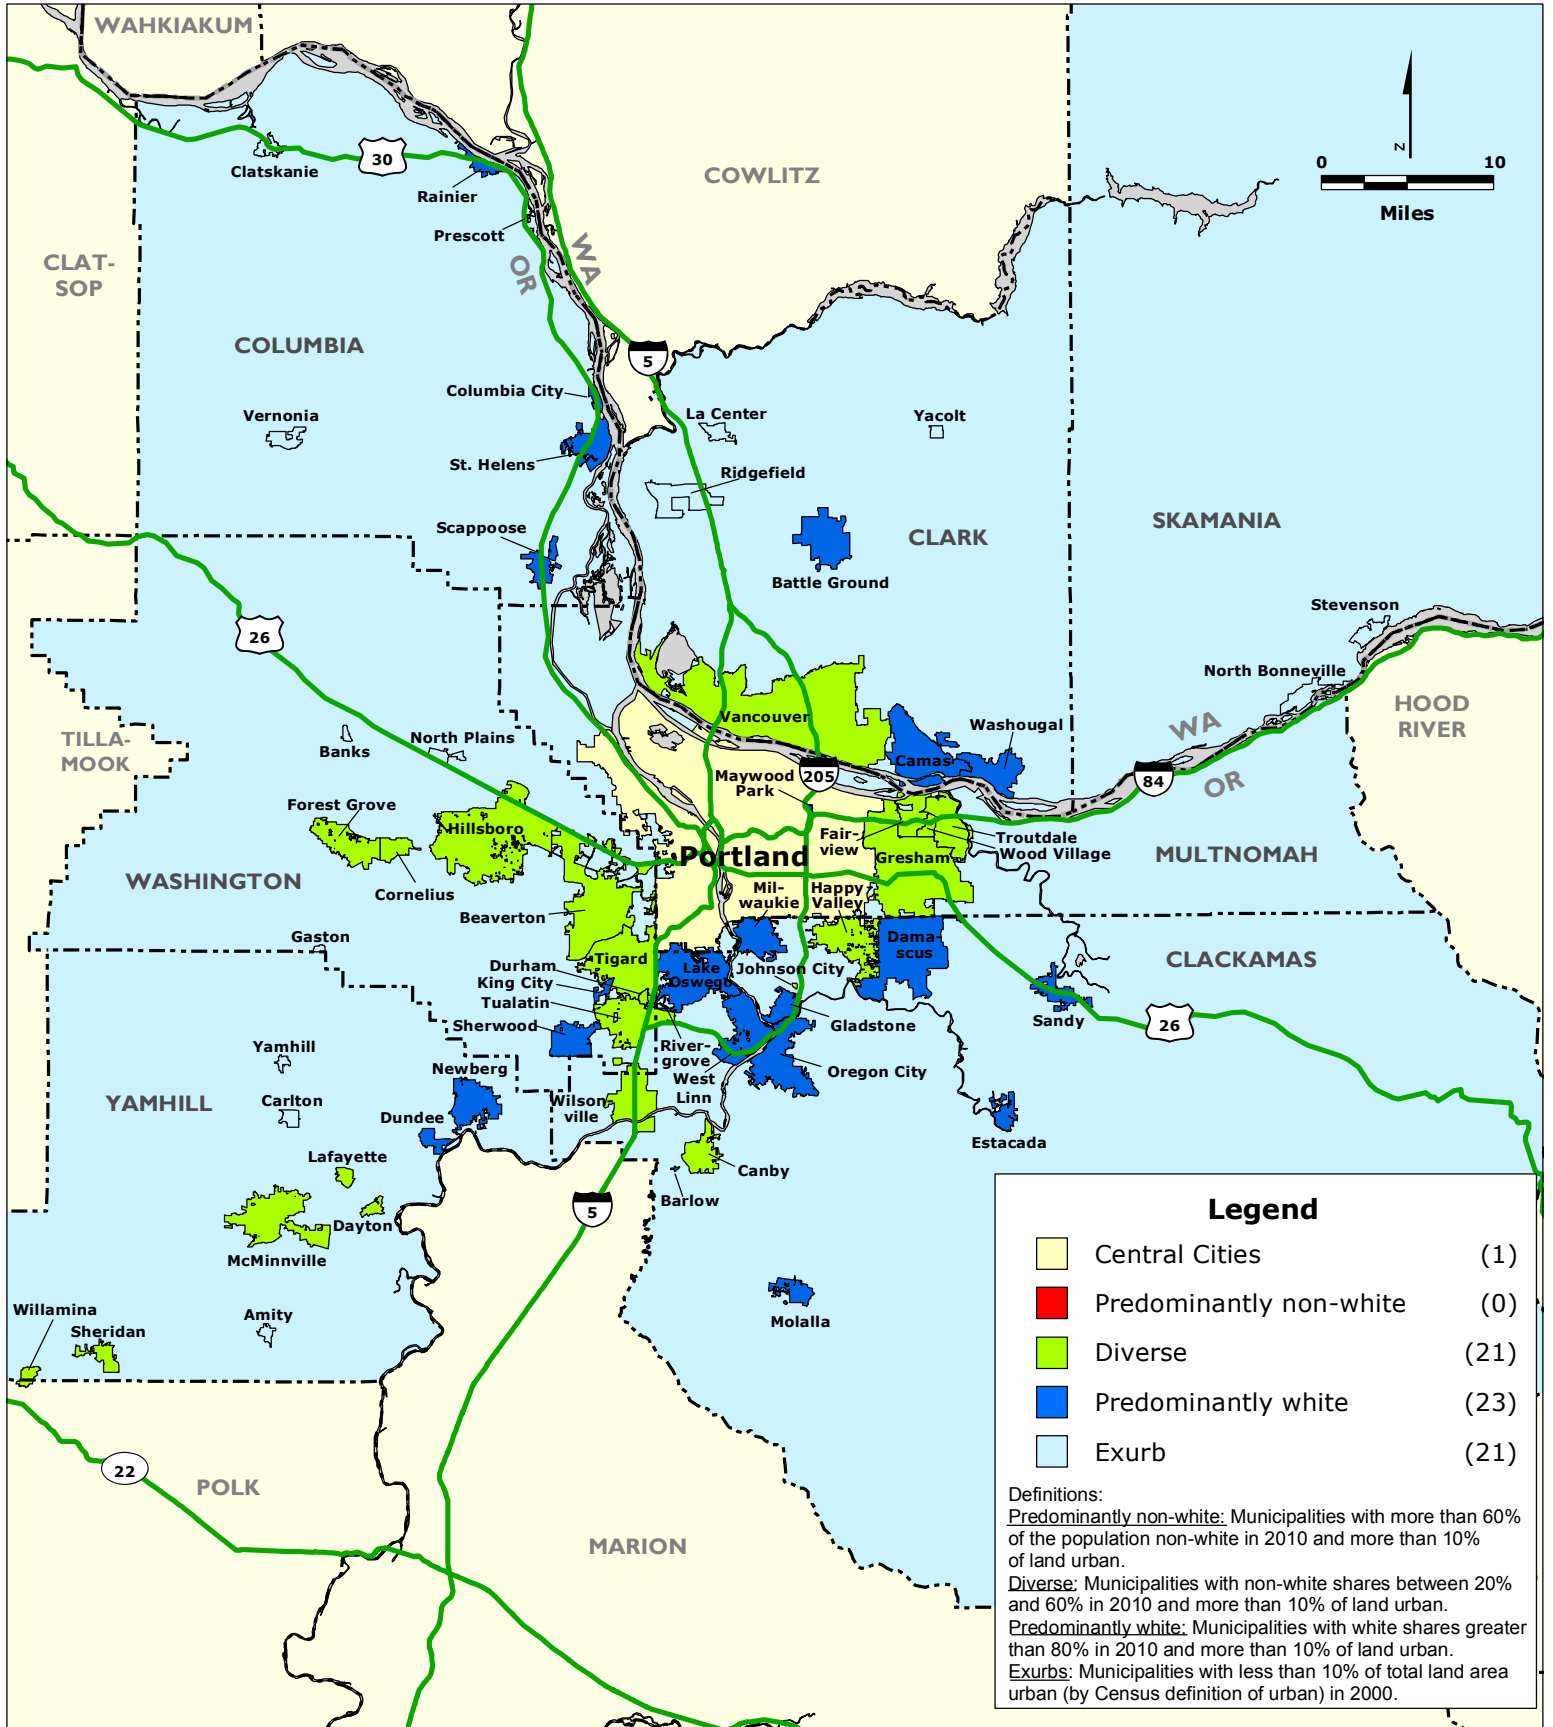 WAHKIAKUM
COWLITZ
N
0 10
Miles
30
Clatskanie
Rainier
Prescott
WA
OR
CLAT-
SOP
COLUMBIA
5
Columbia City
La Center
Yacolt
Vernonia
St. Helens
Ridgefield
Scappoose
CLARK
SKAMANIA
Battle Ground
Stevenson
26
North Bonneville
HOOD
RIVER
WA
OR
Vancouver
Washougal
Camas
TILLA-
MOOK
Banks
North Plains
Maywood
Park
205
84
Forest Grove
Hillsboro
Fair-
view
Troutdale
Wood Village
Portland
Gresham
MULTNOMAH
WASHINGTON
Cornelius
Mil-
waukie
Happy
Valley
Beaverton
Gaston
Tigard
Dama-
scus
CLACKAMAS
Durham
King City
Tualatin
Lake
Oswego
Johnson City
Sherwood
Gladstone
Sandy
26
Yamhill
River-
grove
West
Linn
Oregon City
Newberg
YAMHILL
Carlton
Dundee
Wilson-
ville
Estacada
Lafayette
Canby
Barlow
5
Dayton
McMinnville
Willamina
Sheridan
Amity
Molalla
22
POLK
MARION
Legend
Central Cities (1)
Predominantly non-white (0)
Diverse (21)
Predominantly white (23)
Exurb (21)
Definitions:
Predominantly non-white: Municipalities with more than 60%
of the population non-white in 2010 and more than 10%
of land urban.
Diverse: Municipalities with non-white shares between 20%
and 60% in 2010 and more than 10% of land urban.
Predominantly white: Municipalities with white shares greater
than 80% in 2010 and more than 10% of land urban.
Exurbs: Municipalities with less than 10% of total land area
urban (by Census definition of urban) in 2000.